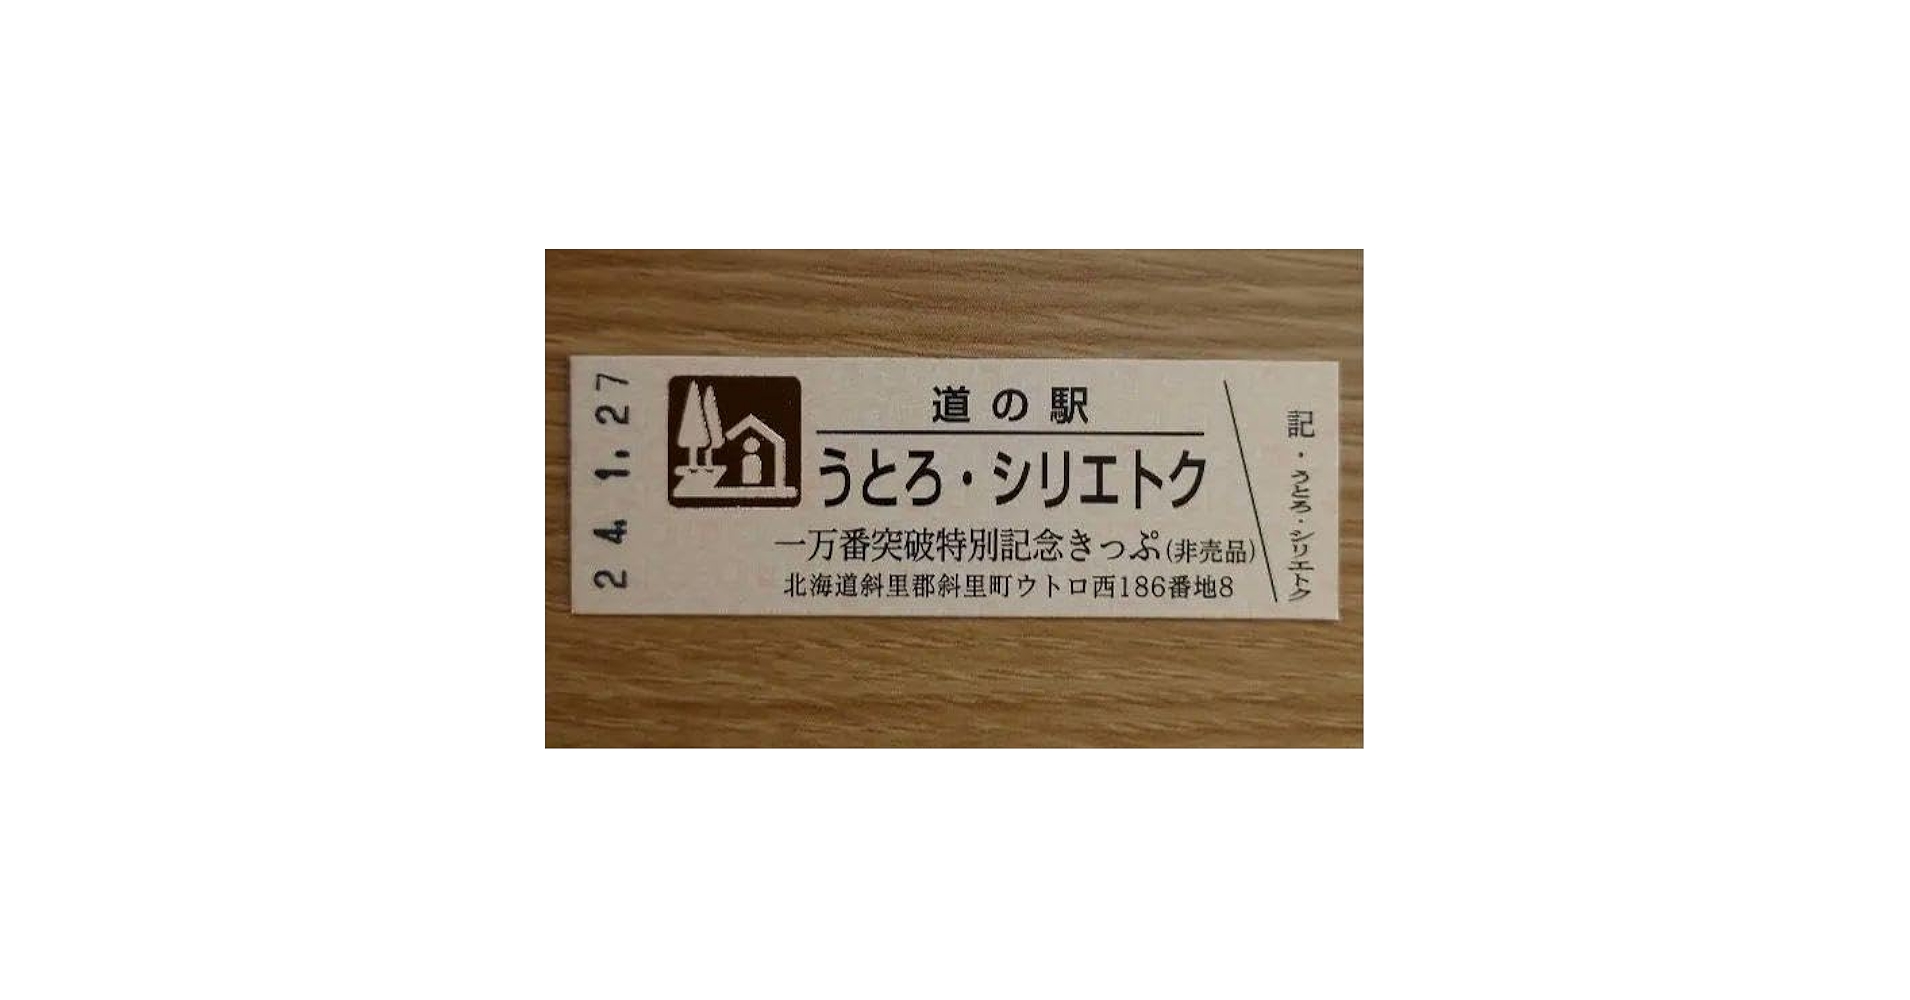 24.1.27
道の駅
うとろ・シリエトク
一万番突破特別記念きっぷ(非売品)
北海道斜里郡斜里町ウトロ西186番地8
記・うとろ・シリエトク